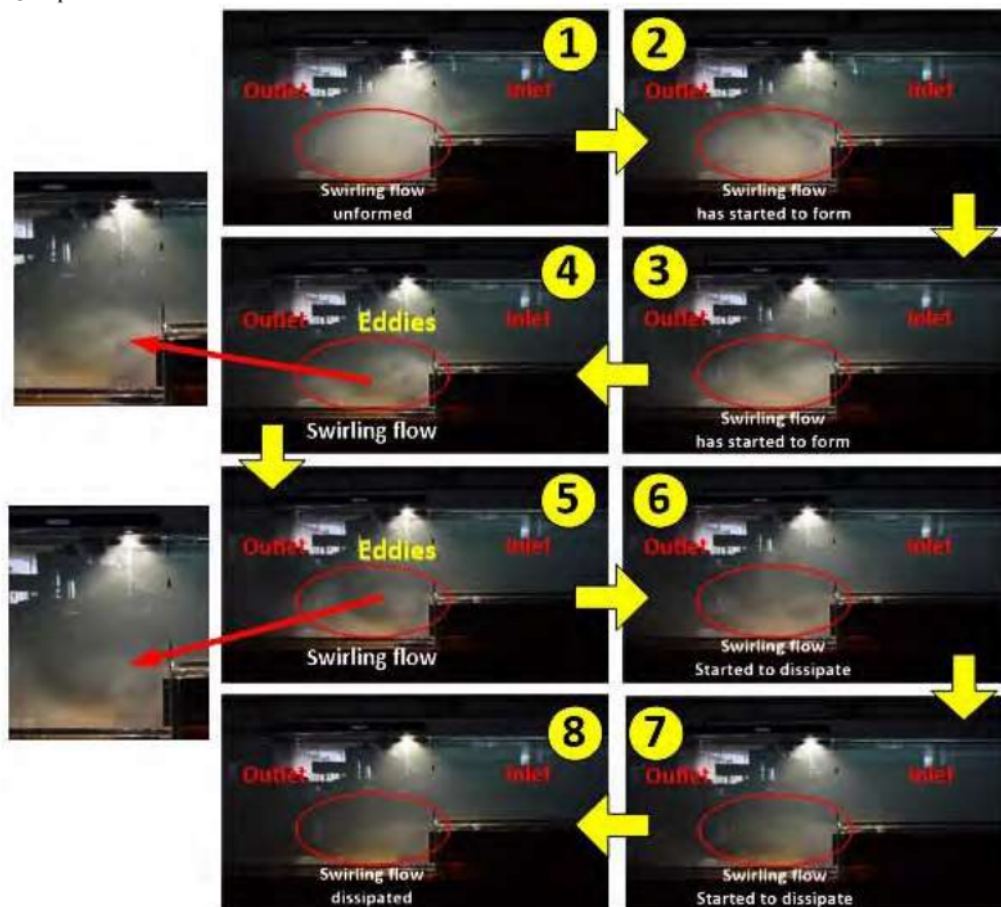 1
Outlet
Inlet
Swirling flow
unformed
2
Outlet
Inlet
Swirling flow
has started to form
3
Outlet
Inlet
Swirling flow
has started to form
4
Outlet
Eddies
Inlet
Swirling flow
5
Outlet
Eddies
Inlet
Swirling flow
6
Outlet
Inlet
Swirling flow
Started to dissipate
7
Outlet
Inlet
Swirling flow
Started to dissipate
8
Outlet
Inlet
Swirling flow
dissipated